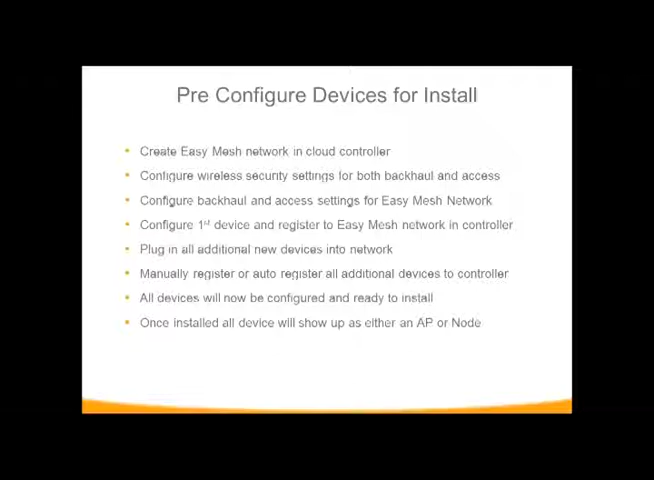 Pre Configure Devices for Install
• Create Easy Mesh network in cloud controller
• Configure wireless security settings for both backhaul and access
• Configure backhaul and access settings for Easy Mesh Network
• Configure 1st device and register to Easy Mesh network in controller
• Plug in all additional new devices into network
• Manually register or auto register all additional devices to controller
• All devices will now be configured and ready to install
• Once installed all device will show up as either an AP or Node